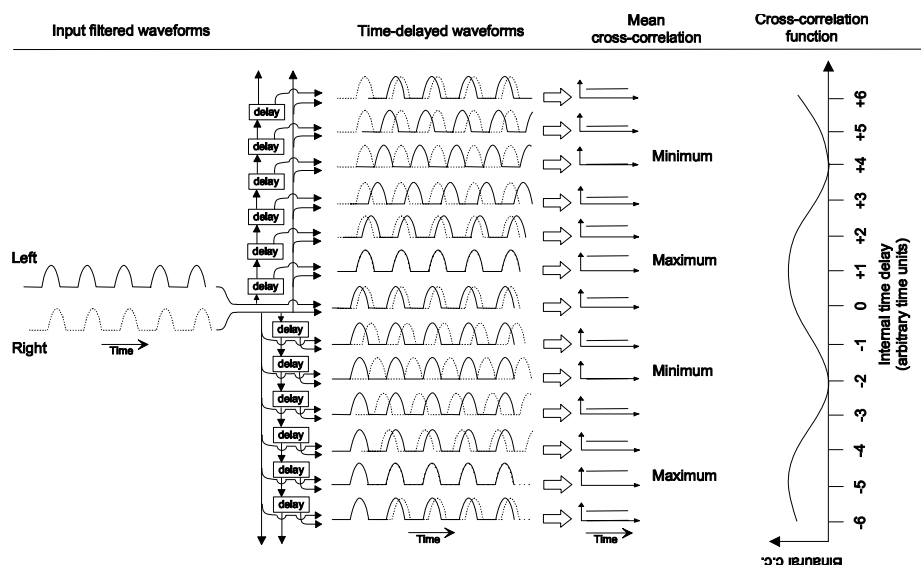 Input filtered waveforms
Time-delayed waveforms
Mean
cross-correlation
Cross-correlation
function
delay
delay
delay
delay
delay
delay
delay
delay
delay
delay
delay
delay
Left
Right
Time
Time
Time
Minimum
Maximum
Minimum
Maximum
+6
+5
+4
+3
+2
+1
0
-1
-2
-3
-4
-5
-6
Internal time delay
(arbitrary time units)
Binaural c.c.